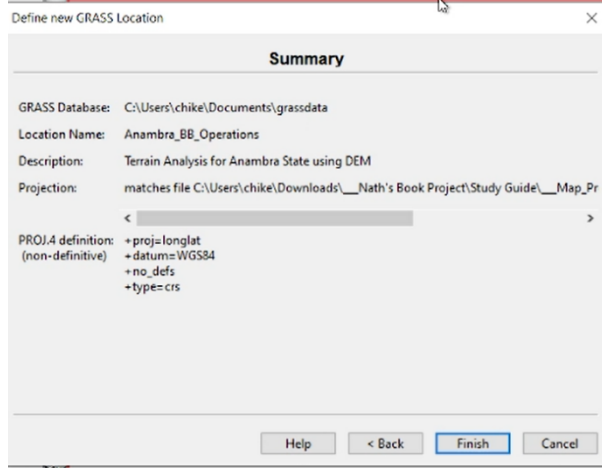 Define new GRASS Location
Summary
GRASS Database: C:\Users\chike\Documents\grassdata
Location Name: Anambra_BB_Operations
Description: Terrain Analysis for Anambra State using DEM
Projection: matches file C:\Users\chike\Downloads\__Nath's Book Project\Study Guide\__Map_Pr
PROJ.4 definition: +proj=longlat
(non-definitive) +datum=WGS84
+no_defs
+type=crs
Help < Back Finish Cancel